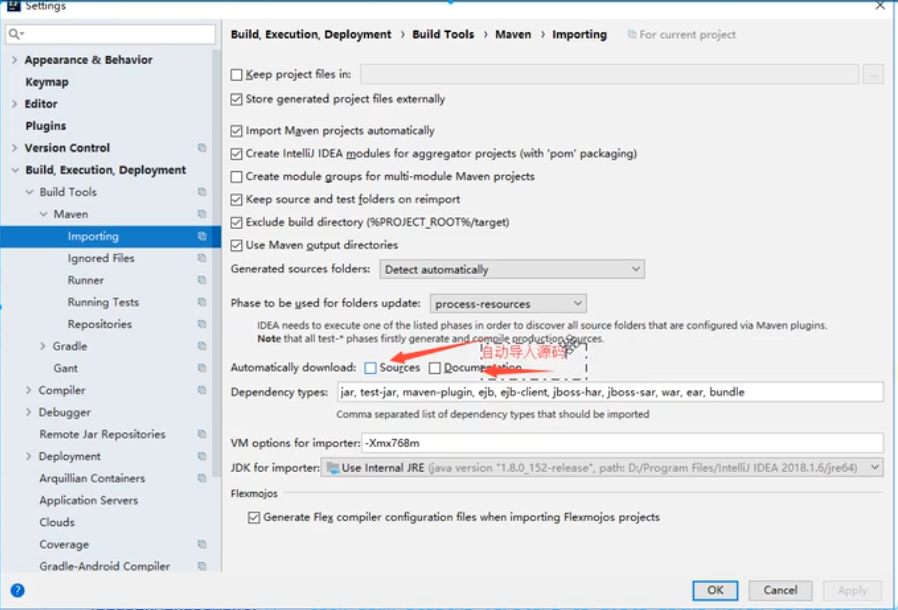 Settings
Build, Execution, Deployment › Build Tools › Maven › Importing For current project
Appearance & Behavior
Keymap
Editor
Plugins
Version Control
Build, Execution, Deployment
Build Tools
Maven
Importing
Ignored Files
Runner
Running Tests
Repositories
Gradle
Gant
Compiler
Debugger
Remote Jar Repositories
Deployment
Arquillian Containers
Application Servers
Clouds
Coverage
Gradle-Android Compiler
Keep project files in:
...
Store generated project files externally
Import Maven projects automatically
Create IntelliJ IDEA modules for aggregator projects (with 'pom' packaging)
Create module groups for multi-module Maven projects
Keep source and test folders on reimport
Exclude build directory (%PROJECT_ROOT%/target)
Use Maven output directories
Generated sources folders: Detect automatically
Phase to be used for folders update: process-resources
IDEA needs to execute one of the listed phases in order to discover all source folders that are configured via Maven plugins.
Note that all test-* phases firstly generate and compile production sources.
自动导入源码
Automatically download: Sources Documentation
Dependency types: jar, test-jar, maven-plugin, ejb, ejb-client, jboss-har, jboss-sar, war, ear, bundle
Comma separated list of dependency types that should be imported
VM options for importer: -Xmx768m
JDK for importer: Use Internal JRE (java version "1.8.0_152-release", path: D:/Program Files/IntelliJ IDEA 2018.1.6/jre64)
Flexmojos
Generate Flex compiler configuration files when importing Flexmojos projects
?
OK Cancel Apply